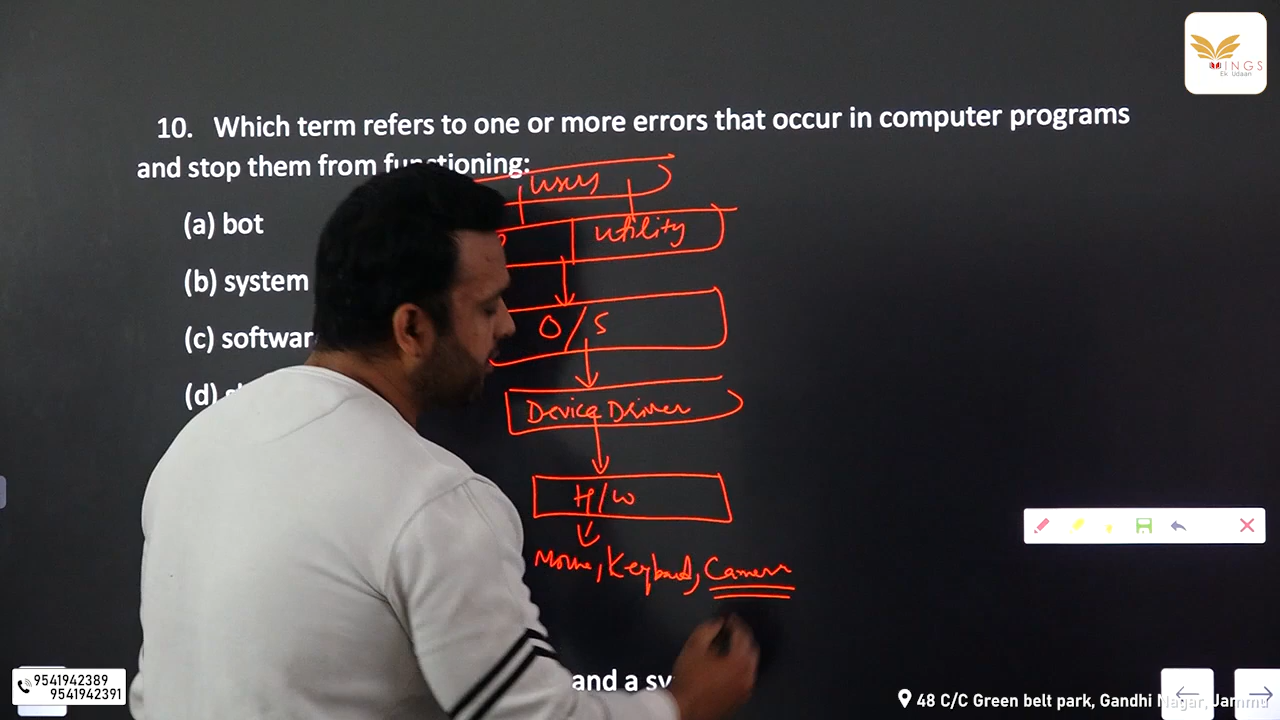 WINGS
Ek Udaan
10. Which term refers to one or more errors that occur in computer programs
and stop them from functioning:
users
(a) bot
utility
(b) system
O/S
(c) softwar
(d)
Device Driver
H/W
Mouse, Keyboard, Camera
and a sy
9541942389
9541942391
48 C/C Green belt park, Gandhi Nagar, Jammu